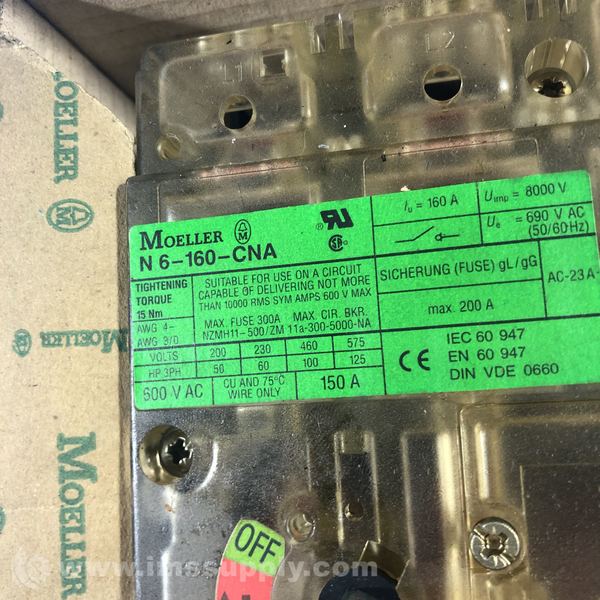 L1
L2
MOELLER
N 6-160-CNA
Iu = 160 A
Uimp = 8000 V
Ue = 690 V AC
(50/60Hz)
TIGHTENING
TORQUE
15 Nm
AWG 4-
AWG 3/0
SUITABLE FOR USE ON A CIRCUIT
CAPABLE OF DELIVERING NOT MORE
THAN 10000 RMS SYM AMPS 600 V MAX
MAX. FUSE 300A MAX. CIR. BKR.
NZMH11-500/ZM 11a-300-5000-NA
SICHERUNG (FUSE) gL/gG
max. 200 A
AC-23A
VOLTS 200 230 460 575
HP 3PH 50 60 100 125
600 V AC
CU AND 75°C
WIRE ONLY
150 A
CE
IEC 60 947
EN 60 947
DIN VDE 0660
OFF
MOELLER
MOELLER
© www.imssupply.com